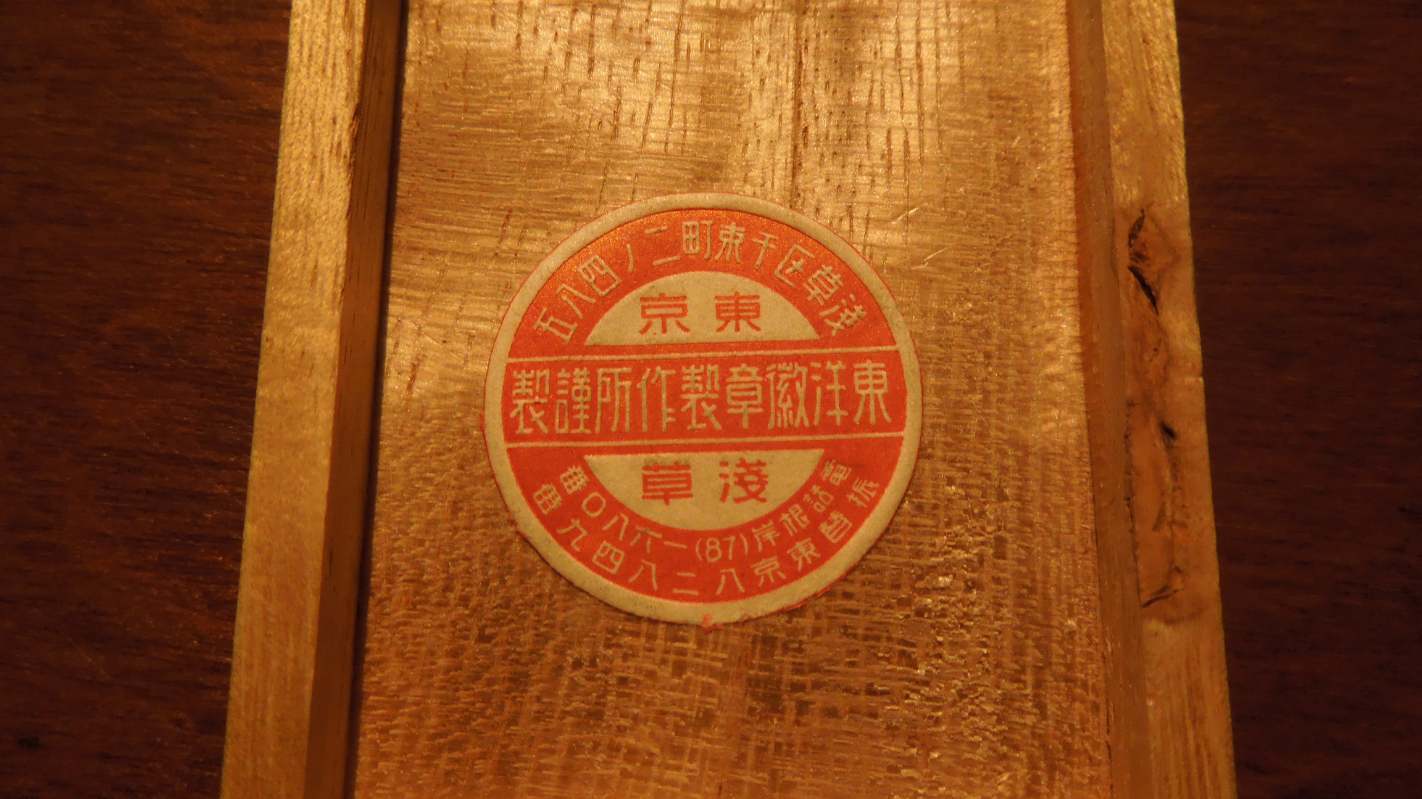 淺草区千束町二ノ四八五
東京
東洋徽章製作所謹製
淺草
電話根岸(87)一六八〇番
振替東京八二八四九番